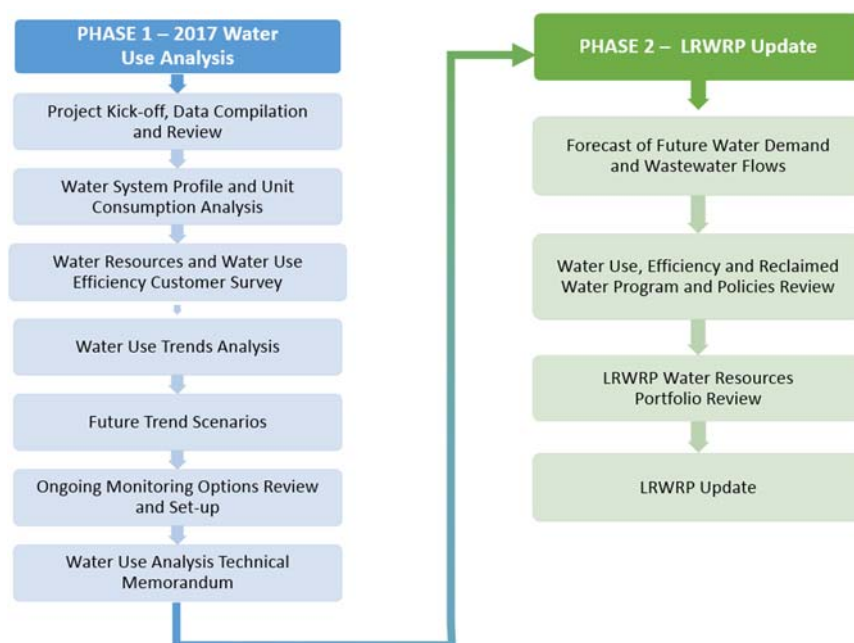 PHASE 1 – 2017 Water
Use Analysis
Project Kick-off, Data Compilation
and Review
Water System Profile and Unit
Consumption Analysis
Water Resources and Water Use
Efficiency Customer Survey
Water Use Trends Analysis
Future Trend Scenarios
Ongoing Monitoring Options Review
and Set-up
Water Use Analysis Technical
Memorandum
PHASE 2 – LRWRP Update
Forecast of Future Water Demand
and Wastewater Flows
Water Use, Efficiency and Reclaimed
Water Program and Policies Review
LRWRP Water Resources
Portfolio Review
LRWRP Update